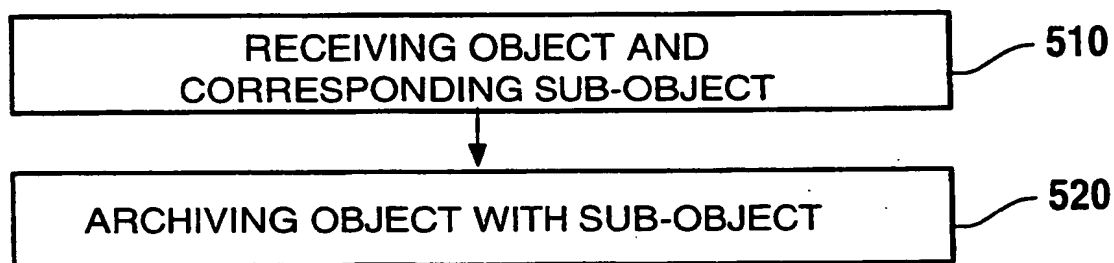 RECEIVING OBJECT AND
CORRESPONDING SUB-OBJECT
510
ARCHIVING OBJECT WITH SUB-OBJECT
520